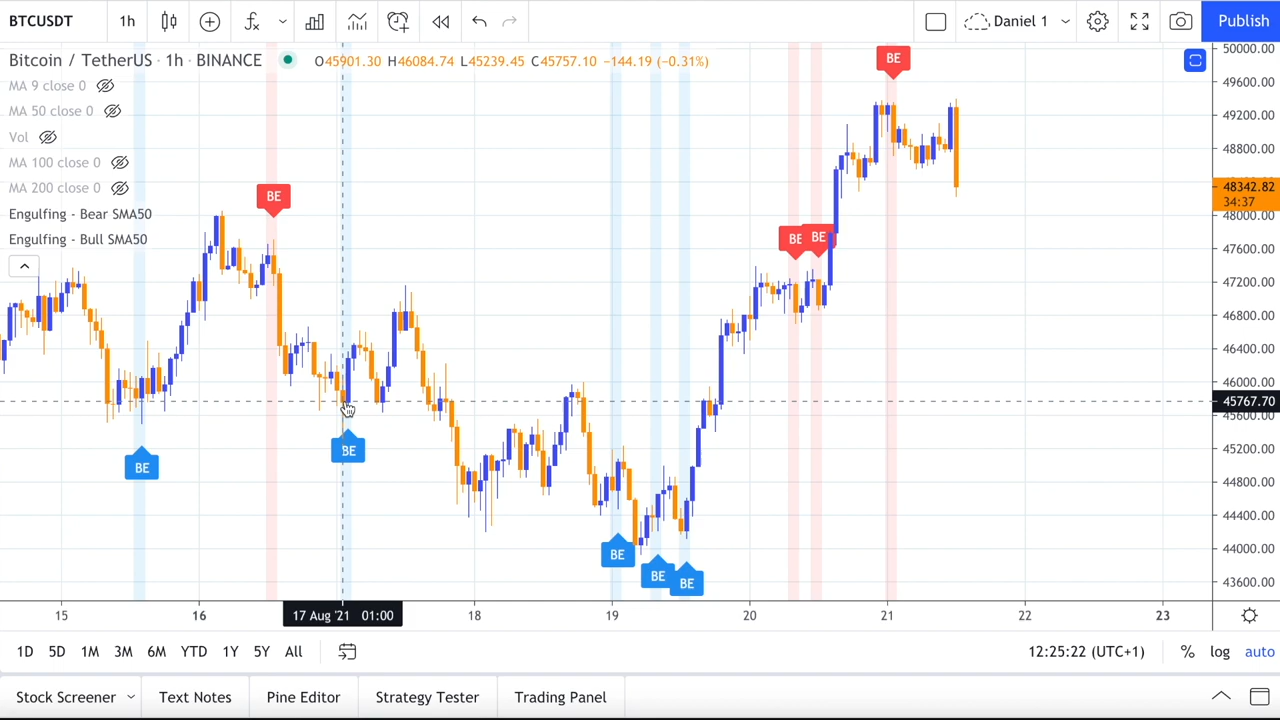 BTCUSDT 1h Daniel 1 Publish
Bitcoin / TetherUS · 1h · BINANCE O45901.30 H46084.74 L45239.45 C45757.10 −144.19 (−0.31%)
MA 9 close 0
MA 50 close 0
Vol
MA 100 close 0
MA 200 close 0
Engulfing - Bear SMA50
Engulfing - Bull SMA50
BE
BE
BE
BE
BE
BE
BE
BE
BE
50000.00
49600.00
49200.00
48800.00
48342.82
34:37
48000.00
47600.00
47200.00
46800.00
46400.00
46000.00
45767.70
45600.00
45200.00
44800.00
44400.00
44000.00
43600.00
15 16 17 Aug '21 01:00 18 19 20 21 22 23
1D 5D 1M 3M 6M YTD 1Y 5Y All 12:25:22 (UTC+1) % log auto
Stock Screener Text Notes Pine Editor Strategy Tester Trading Panel